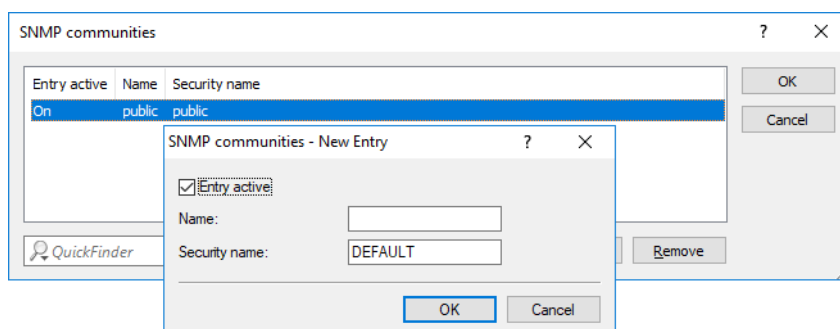 SNMP communities
Entry active Name Security name
On public public
SNMP communities - New Entry
Entry active
Name:
Security name: DEFAULT
OK Cancel
QuickFinder
Remove
OK
Cancel